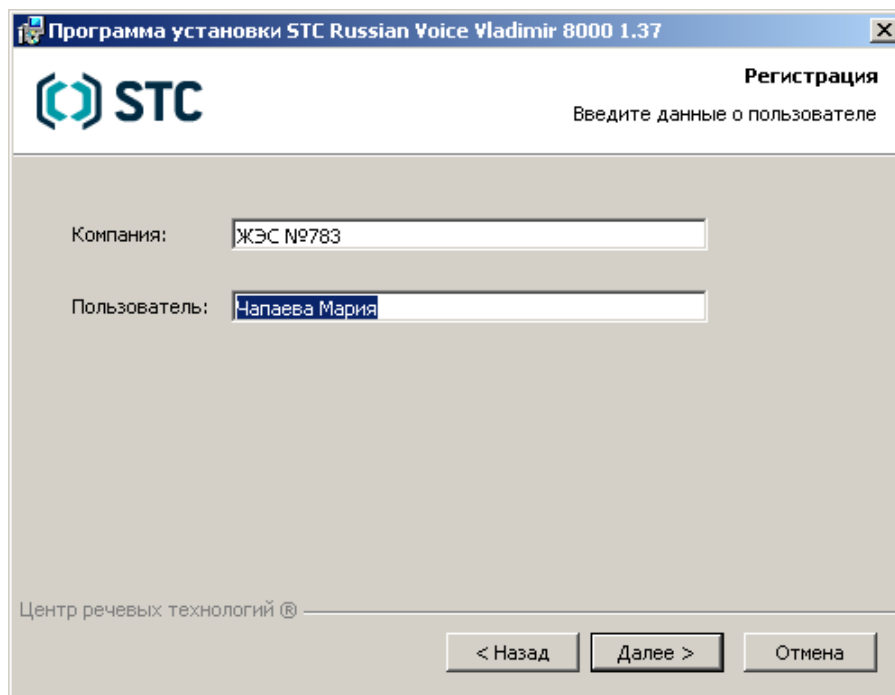 Программа установки STC Russian Voice Vladimir 8000 1.37
STC
Регистрация
Введите данные о пользователе
Компания: ЖЭС №783
Пользователь: Чапаева Мария
Центр речевых технологий ®
< Назад Далее > Отмена